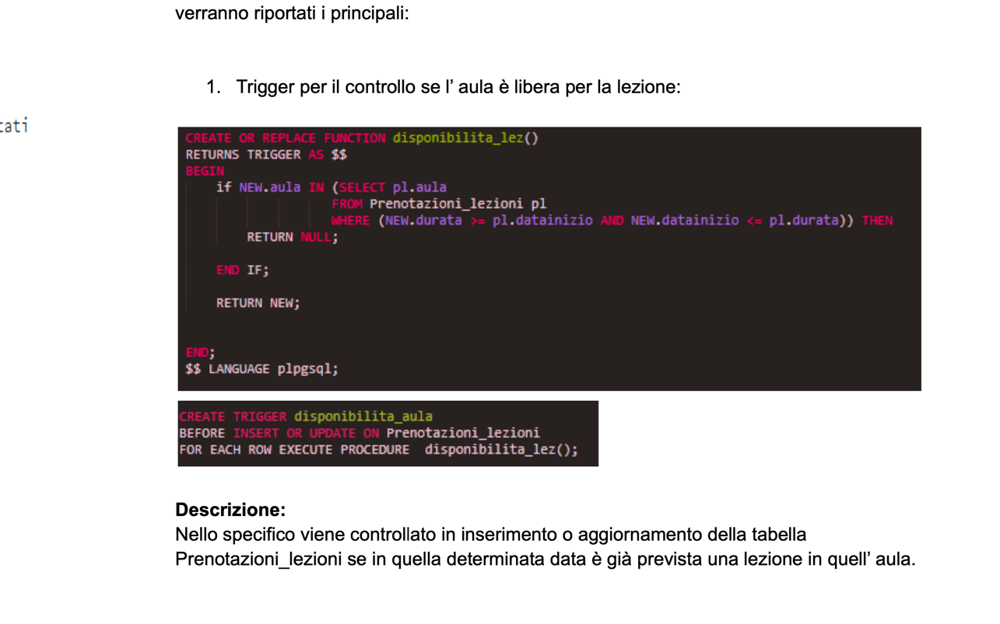 verranno riportati i principali:
1. Trigger per il controllo se l’ aula è libera per la lezione:
CREATE OR REPLACE FUNCTION disponibilita_lez()
RETURNS TRIGGER AS $$
BEGIN
if NEW.aula IN (SELECT pl.aula
FROM Prenotazioni_lezioni pl
WHERE (NEW.durata >= pl.datainizio AND NEW.datainizio <= pl.durata)) THEN
RETURN NULL;
END IF;
RETURN NEW;
END;
$$ LANGUAGE plpgsql;
CREATE TRIGGER disponibilita_aula
BEFORE INSERT OR UPDATE ON Prenotazioni_lezioni
FOR EACH ROW EXECUTE PROCEDURE disponibilita_lez();
Descrizione:
Nello specifico viene controllato in inserimento o aggiornamento della tabella
Prenotazioni_lezioni se in quella determinata data è già prevista una lezione in quell’ aula.